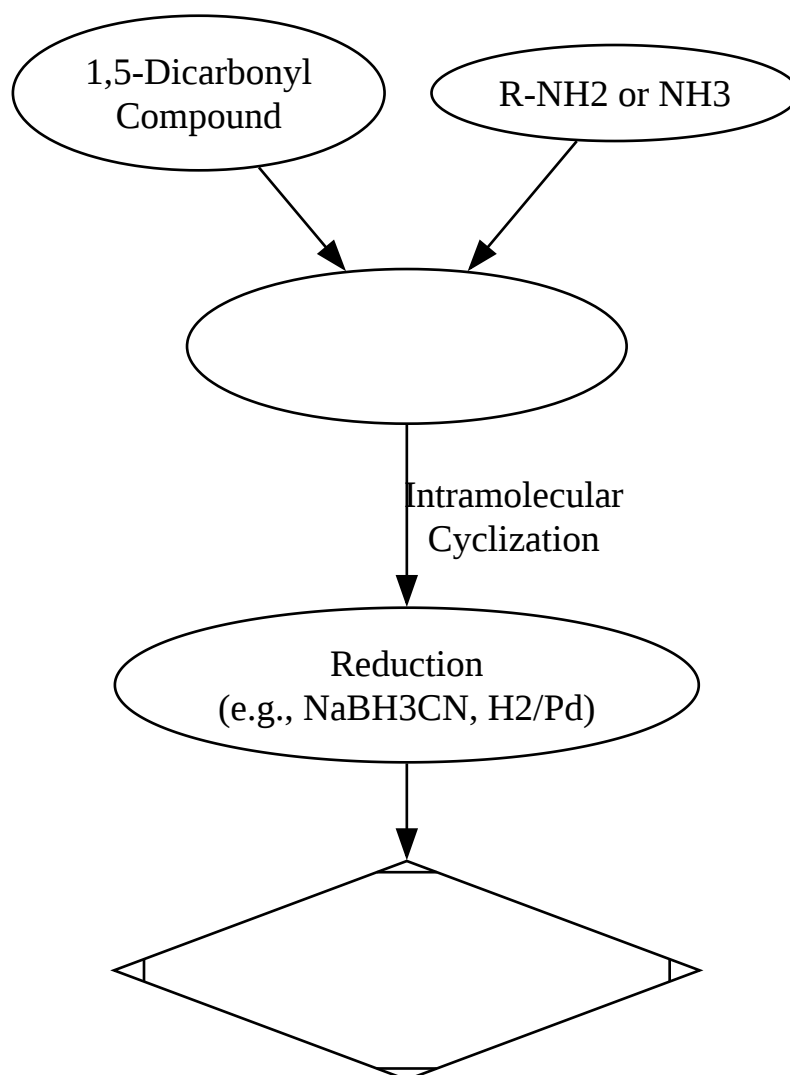 1,5-Dicarbonyl
Compound
R-NH2 or NH3
Intramolecular
Cyclization
Reduction
(e.g., NaBH3CN, H2/Pd)